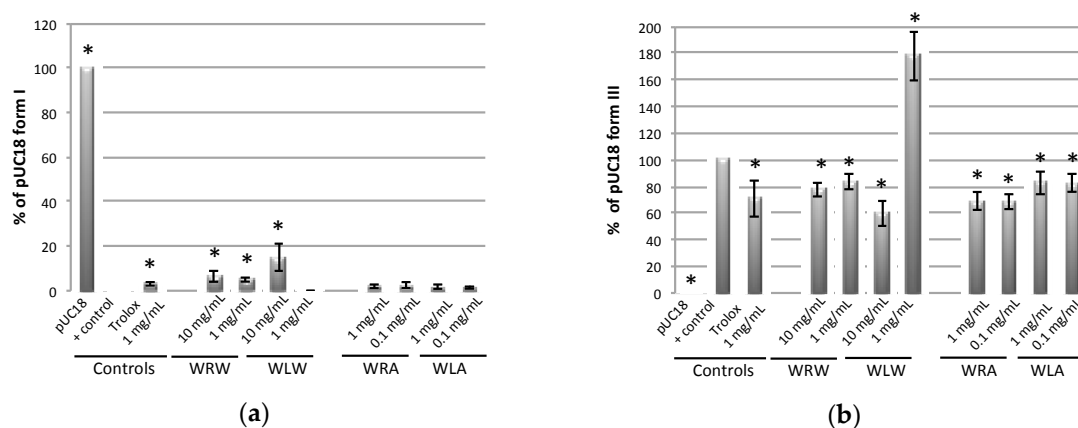 % of pUC18 form I
120
100
80
60
40
20
0
*
*
*
*
*
pUC18
+ control
Trolox
1 mg/mL
10 mg/mL
1 mg/mL
10 mg/mL
1 mg/mL
1 mg/mL
0.1 mg/mL
1 mg/mL
0.1 mg/mL
Controls
WRW
WLW
WRA
WLA
(a)
% of pUC18 form III
200
180
160
140
120
100
80
60
40
20
0
*
*
*
*
*
*
*
*
*
*
pUC18
+ control
Trolox
1 mg/mL
10 mg/mL
1 mg/mL
10 mg/mL
1 mg/mL
1 mg/mL
0.1 mg/mL
1 mg/mL
0.1 mg/mL
Controls
WRW
WLW
WRA
WLA
(b)